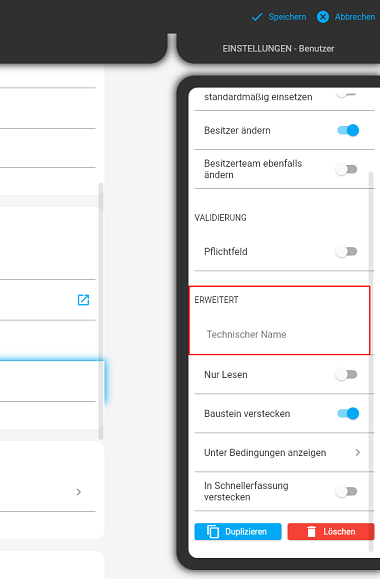 Speichern
Abbrechen
EINSTELLUNGEN - Benutzer
standardmäßig einsetzen
Besitzer ändern
Besitzerteam ebenfalls
ändern
VALIDIERUNG
Pflichtfeld
ERWEITERT
Technischer Name
Nur Lesen
Baustein verstecken
Unter Bedingungen anzeigen
In Schnellerfassung
verstecken
Duplizieren
Löschen